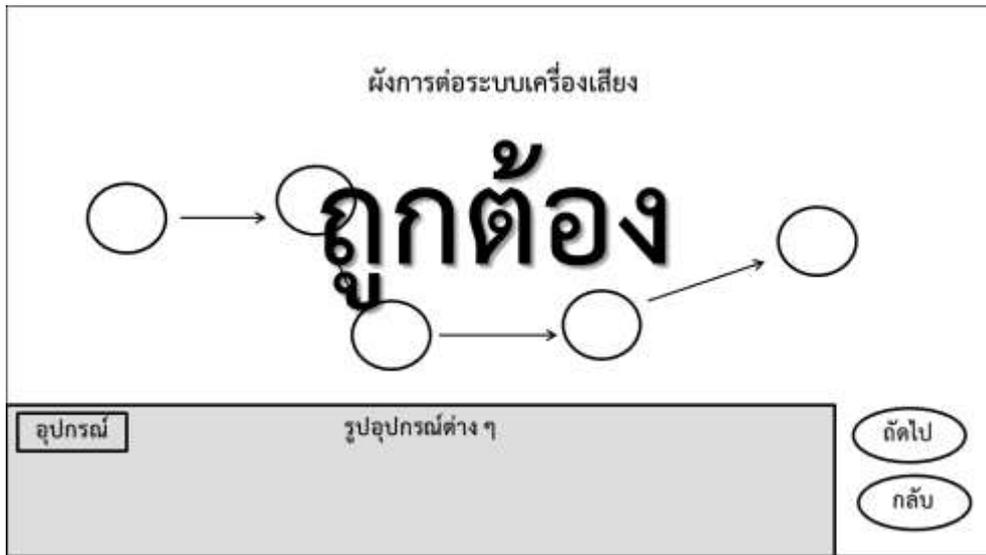 ผังการต่อระบบเครื่องเสียง
ถูกต้อง
อุปกรณ์
รูปอุปกรณ์ต่าง ๆ
ถัดไป
กลับ